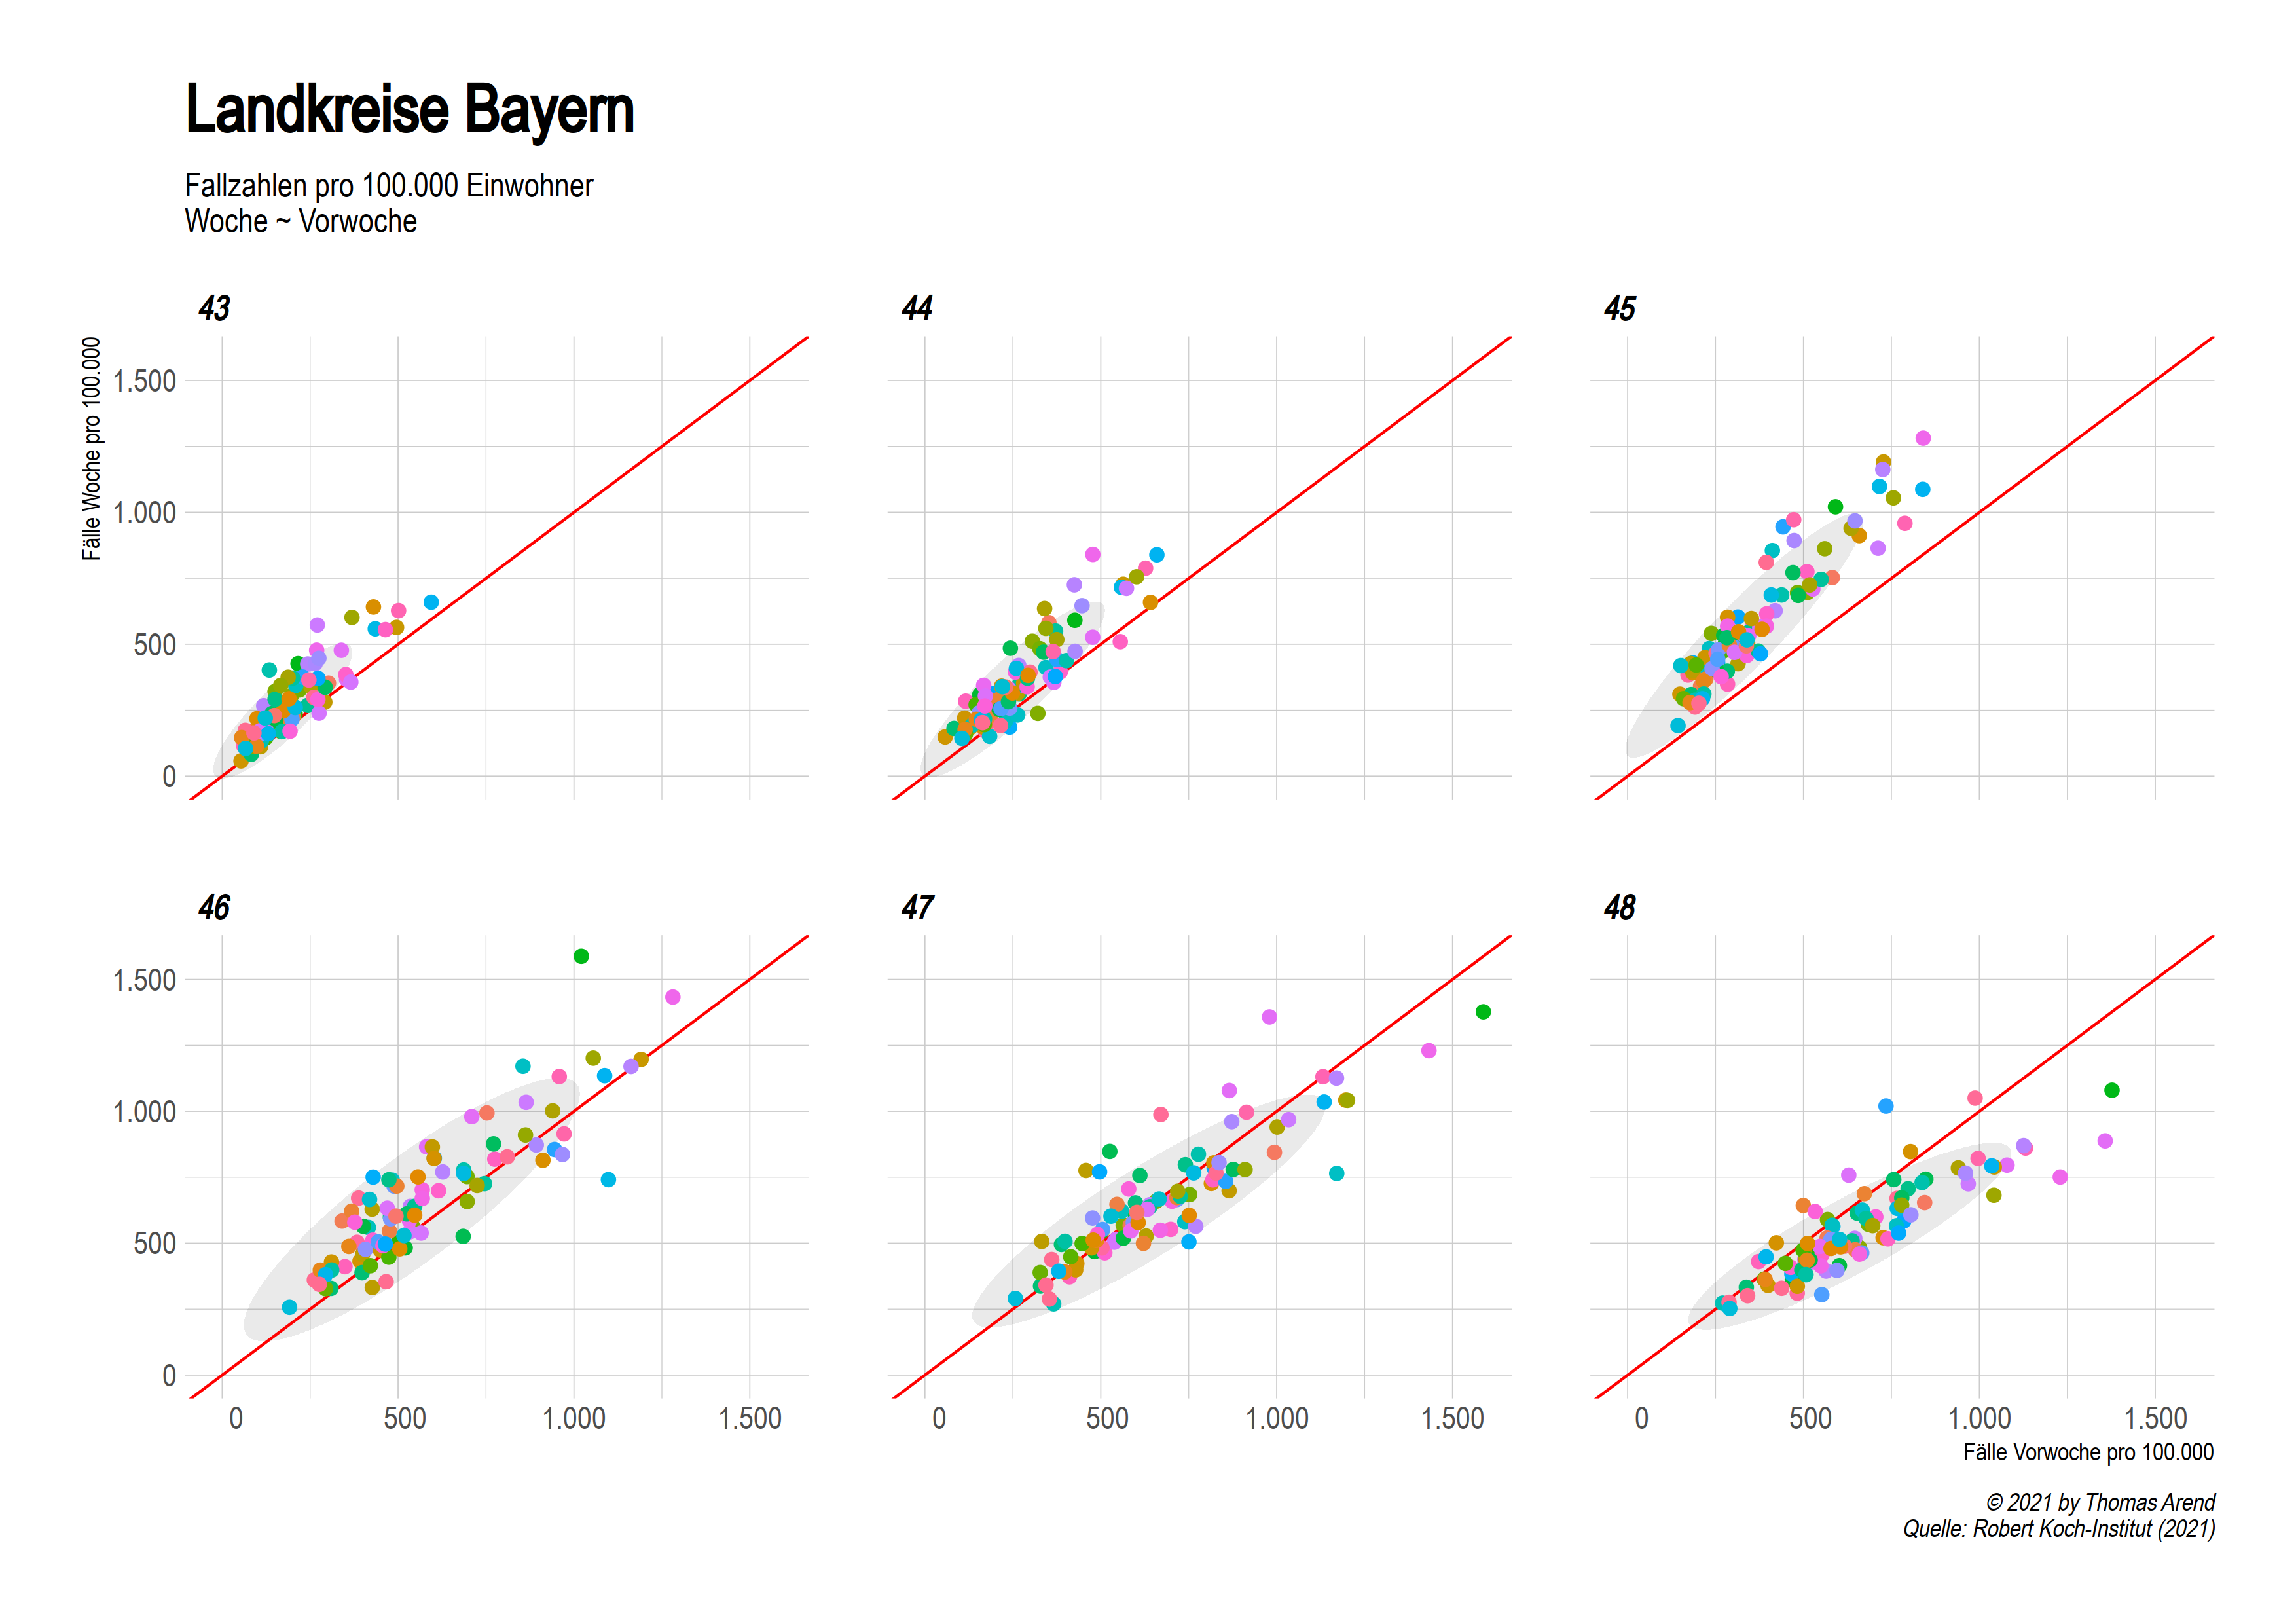 Landkreise Bayern
Fallzahlen pro 100.000 Einwohner
Woche ~ Vorwoche
43
44
45
Fälle Woche pro 100.000
1.500
1.000
500
0
46
47
48
1.500
1.000
500
0
0 500 1.000 1.500
0 500 1.000 1.500
0 500 1.000 1.500
Fälle Vorwoche pro 100.000
© 2021 by Thomas Arend
Quelle: Robert Koch-Institut (2021)